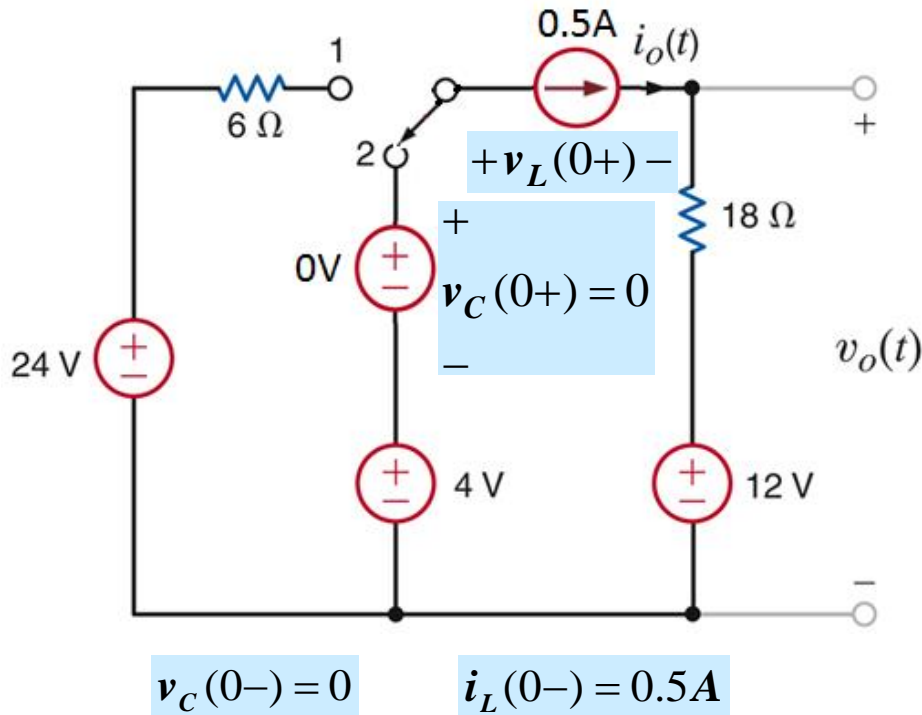 0.5A
i_o(t)
1
6 Ω
2
+ v_L(0+) −
+
18 Ω
0V
+
−
v_C(0+) = 0
−
24 V
+
−
+
v_o(t)
+
−
4 V
+
−
12 V
−
v_C(0−) = 0
i_L(0−) = 0.5A